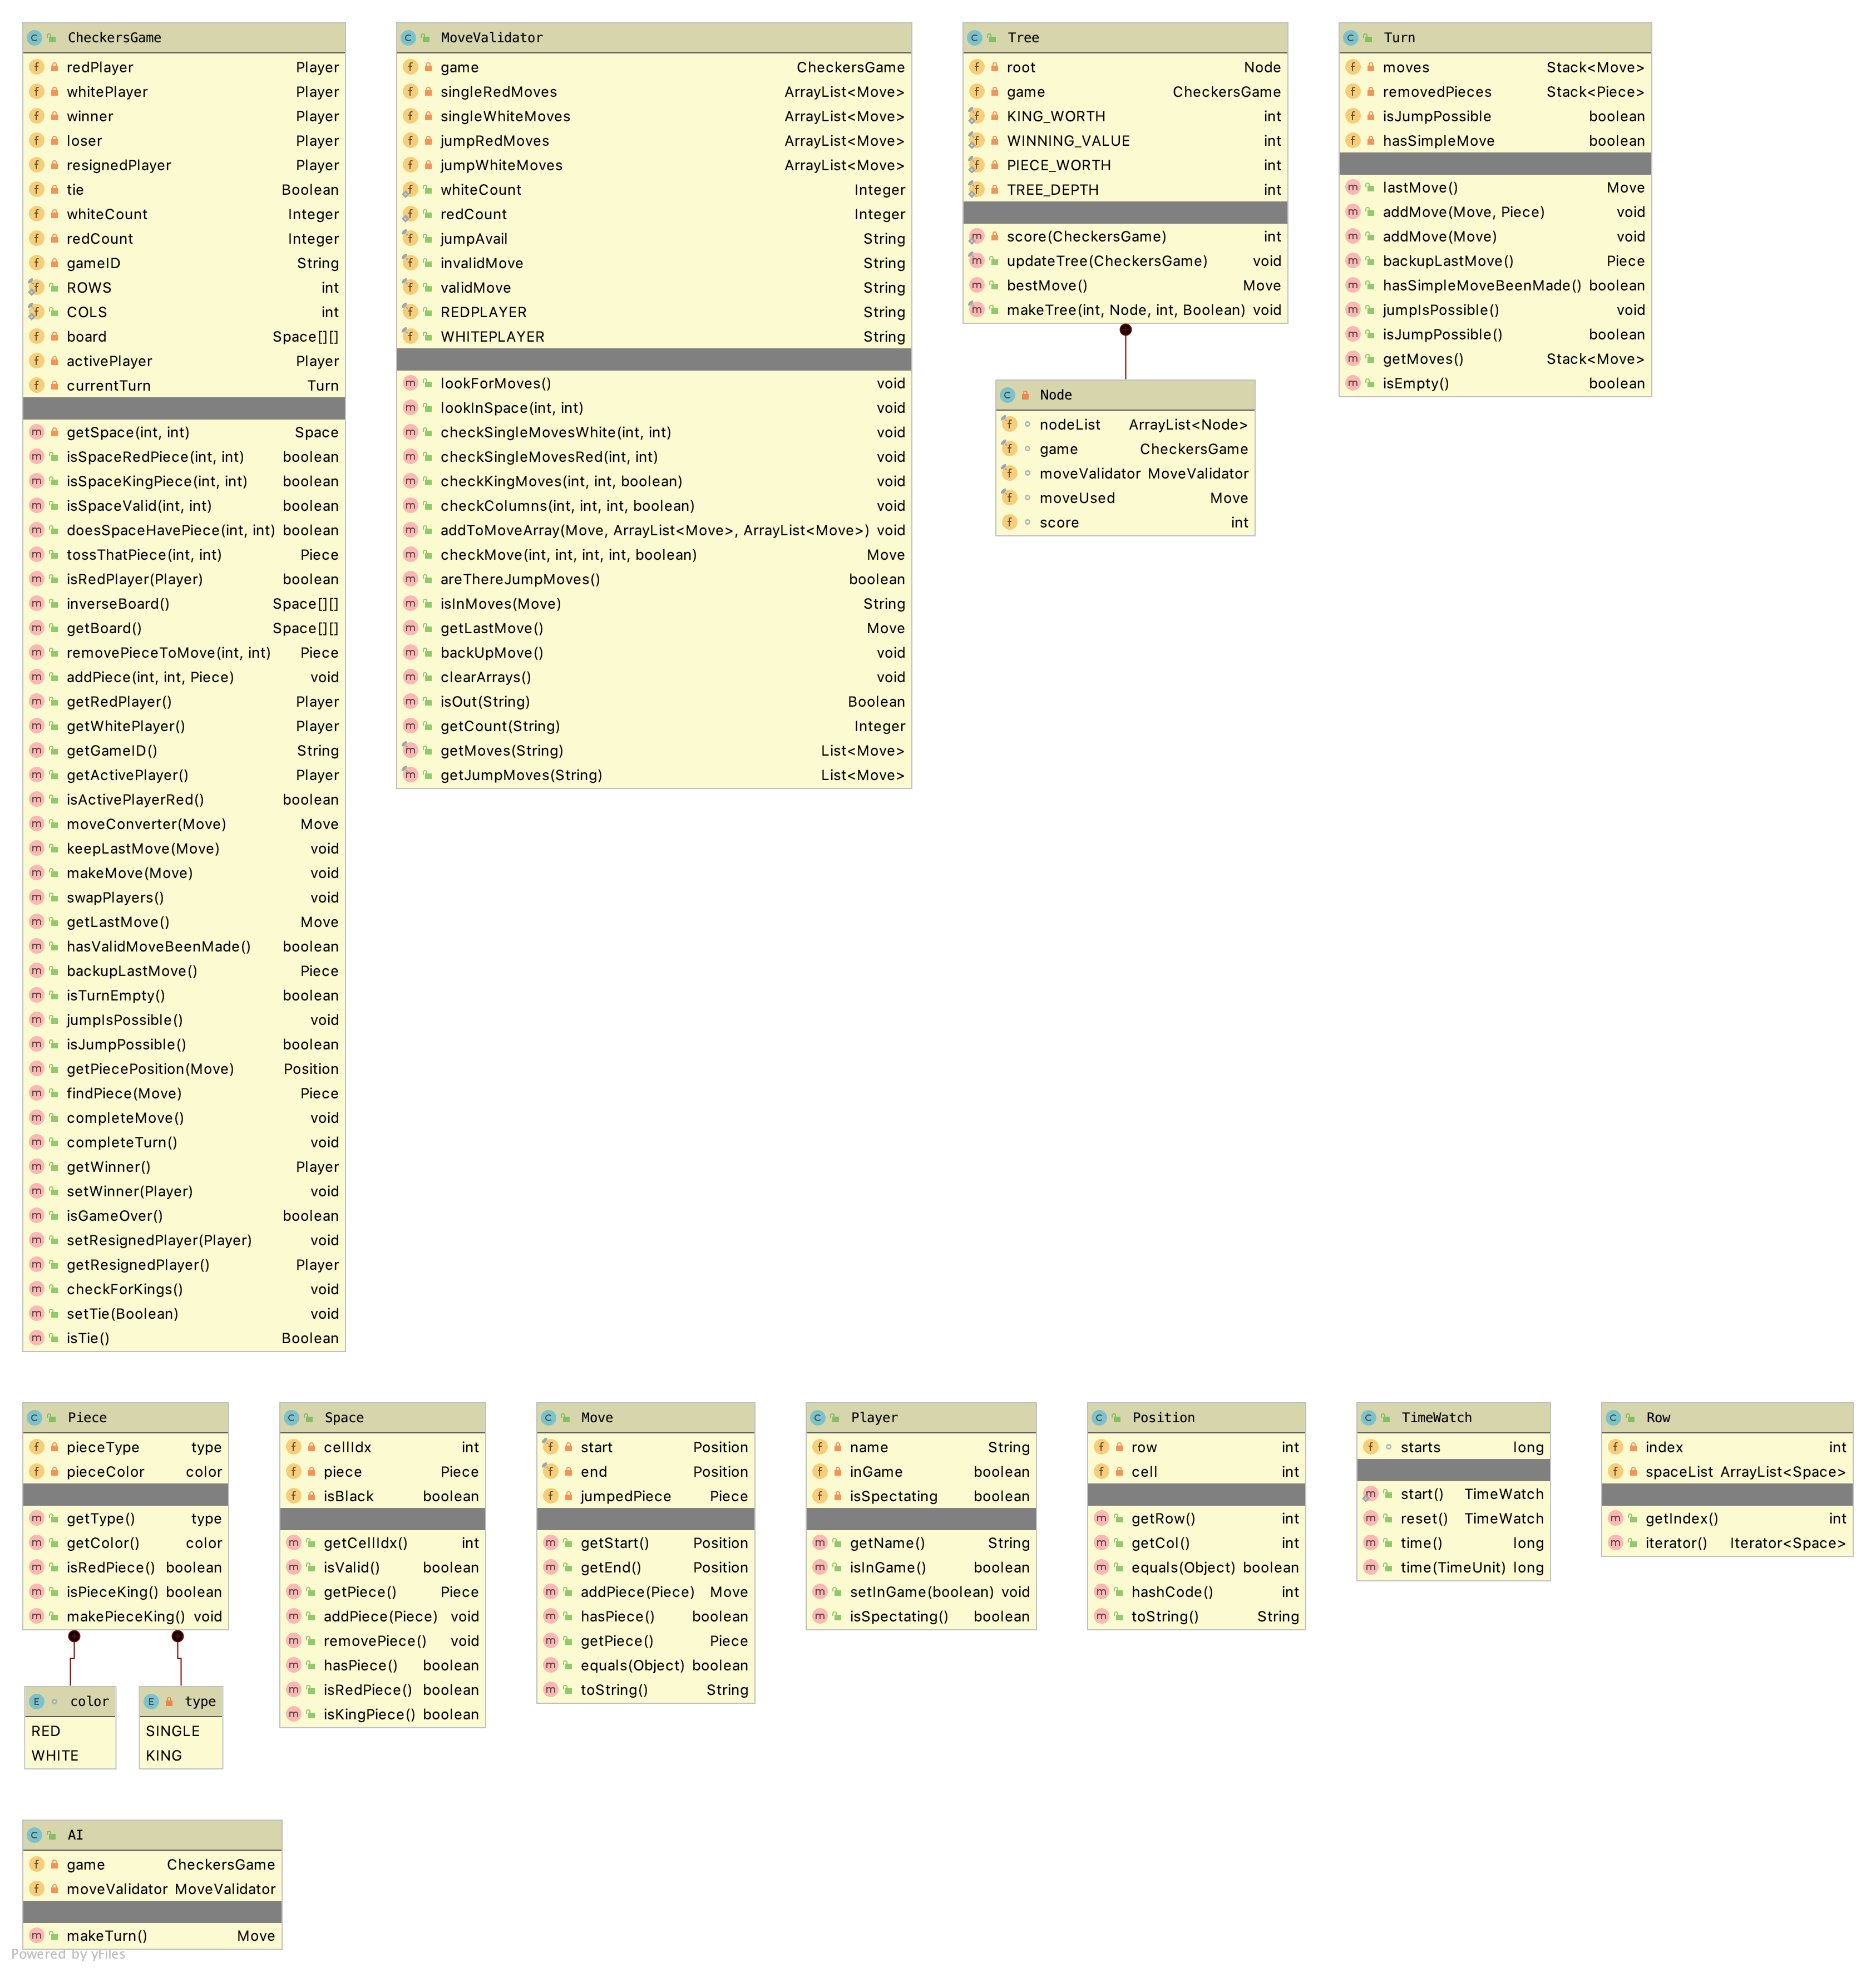 CheckersGame
redPlayer Player
whitePlayer Player
winner Player
loser Player
resignedPlayer Player
tie Boolean
whiteCount Integer
redCount Integer
gameID String
ROWS int
COLS int
board Space[][]
activePlayer Player
currentTurn Turn
getSpace(int, int) Space
isSpaceRedPiece(int, int) boolean
isSpaceKingPiece(int, int) boolean
isSpaceValid(int, int) boolean
doesSpaceHavePiece(int, int) boolean
tossThatPiece(int, int) Piece
isRedPlayer(Player) boolean
inverseBoard() Space[][]
getBoard() Space[][]
removePieceToMove(int, int) Piece
addPiece(int, int, Piece) void
getRedPlayer() Player
getWhitePlayer() Player
getGameID() String
getActivePlayer() Player
isActivePlayerRed() boolean
moveConverter(Move) Move
keepLastMove(Move) void
makeMove(Move) void
swapPlayers() void
getLastMove() Move
hasValidMoveBeenMade() boolean
backupLastMove() Piece
isTurnEmpty() boolean
jumpIsPossible() void
isJumpPossible() boolean
getPiecePosition(Move) Position
findPiece(Move) Piece
completeMove() void
completeTurn() void
getWinner() Player
setWinner(Player) void
isGameOver() boolean
setResignedPlayer(Player) void
getResignedPlayer() Player
checkForKings() void
setTie(Boolean) void
isTie() Boolean
MoveValidator
game CheckersGame
singleRedMoves ArrayList<Move>
singleWhiteMoves ArrayList<Move>
jumpRedMoves ArrayList<Move>
jumpWhiteMoves ArrayList<Move>
whiteCount Integer
redCount Integer
jumpAvail String
invalidMove String
validMove String
REDPLAYER String
WHITEPLAYER String
lookForMoves() void
lookInSpace(int, int) void
checkSingleMovesWhite(int, int) void
checkSingleMovesRed(int, int) void
checkKingMoves(int, int, boolean) void
checkColumns(int, int, int, boolean) void
addToMoveArray(Move, ArrayList<Move>, ArrayList<Move>) void
checkMove(int, int, int, int, boolean) Move
areThereJumpMoves() boolean
isInMoves(Move) String
getLastMove() Move
backUpMove() void
clearArrays() void
isOut(String) Boolean
getCount(String) Integer
getMoves(String) List<Move>
getJumpMoves(String) List<Move>
Tree
root Node
game CheckersGame
KING_WORTH int
WINNING_VALUE int
PIECE_WORTH int
TREE_DEPTH int
score(CheckersGame) int
updateTree(CheckersGame) void
bestMove() Move
makeTree(int, Node, int, Boolean) void
Node
nodeList ArrayList<Node>
game CheckersGame
moveValidator MoveValidator
moveUsed Move
score int
Turn
moves Stack<Move>
removedPieces Stack<Piece>
isJumpPossible boolean
hasSimpleMove boolean
lastMove() Move
addMove(Move, Piece) void
addMove(Move) void
backupLastMove() Piece
hasSimpleMoveBeenMade() boolean
jumpIsPossible() void
isJumpPossible() boolean
getMoves() Stack<Move>
isEmpty() boolean
Piece
pieceType type
pieceColor color
getType() type
getColor() color
isRedPiece() boolean
isPieceKing() boolean
makePieceKing() void
color
RED
WHITE
type
SINGLE
KING
Space
cellIdx int
piece Piece
isBlack boolean
getCellIdx() int
isValid() boolean
getPiece() Piece
addPiece(Piece) void
removePiece() void
hasPiece() boolean
isRedPiece() boolean
isKingPiece() boolean
Move
start Position
end Position
jumpedPiece Piece
getStart() Position
getEnd() Position
addPiece(Piece) Move
hasPiece() boolean
getPiece() Piece
equals(Object) boolean
toString() String
Player
name String
inGame boolean
isSpectating boolean
getName() String
isInGame() boolean
setInGame(boolean) void
isSpectating() boolean
Position
row int
cell int
getRow() int
getCol() int
equals(Object) boolean
hashCode() int
toString() String
TimeWatch
starts long
start() TimeWatch
reset() TimeWatch
time() long
time(TimeUnit) long
Row
index int
spaceList ArrayList<Space>
getIndex() int
iterator() Iterator<Space>
AI
game CheckersGame
moveValidator MoveValidator
makeTurn() Move
Powered by yFiles